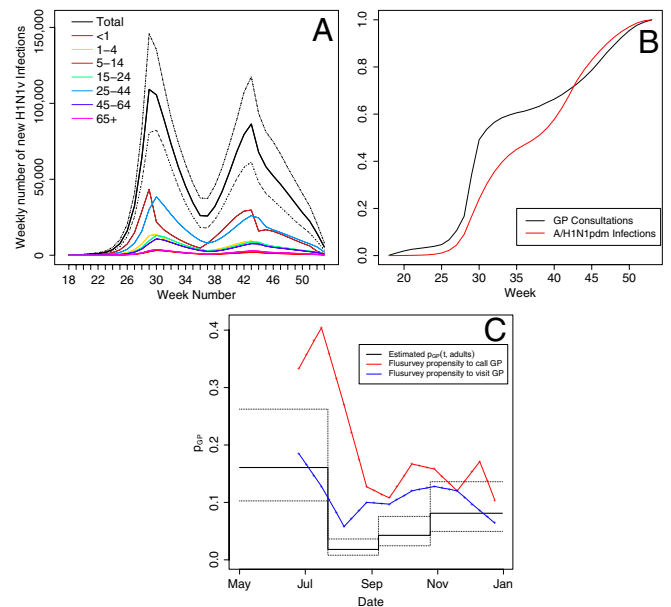 A
Weekly number of new H1N1v Infections
150,000
100,000
50,000
0
Total
<1
1−4
5−14
15−24
25−44
45−64
65+
18 22 26 30 34 38 42 46 50
Week Number
B
1.0
0.8
0.6
0.4
0.2
0.0
GP Consultations
A/H1N1pdm Infections
20 30 40 50
Week
C
pGP
0.4
0.3
0.2
0.1
0.0
Estimated pGP(t, adults)
Flusurvey propensity to call GP
Flusurvey propensity to visit GP
May Jul Sep Nov Jan
Date